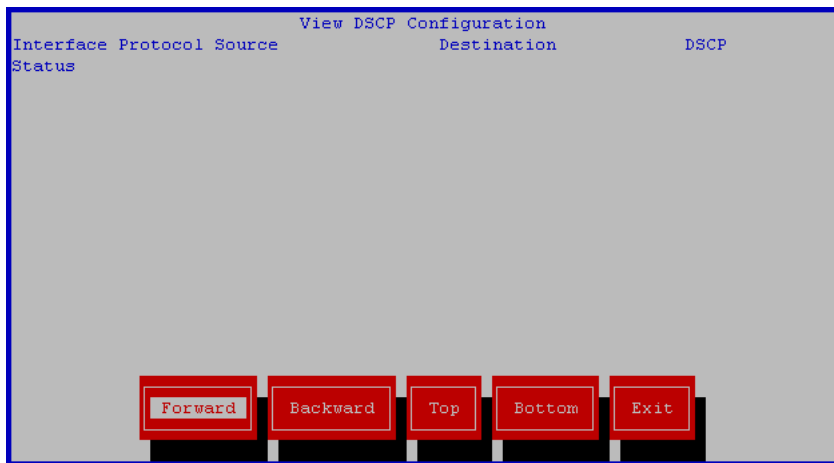 View DSCP Configuration
Interface Protocol Source Destination DSCP
Status
Forward Backward Top Bottom Exit